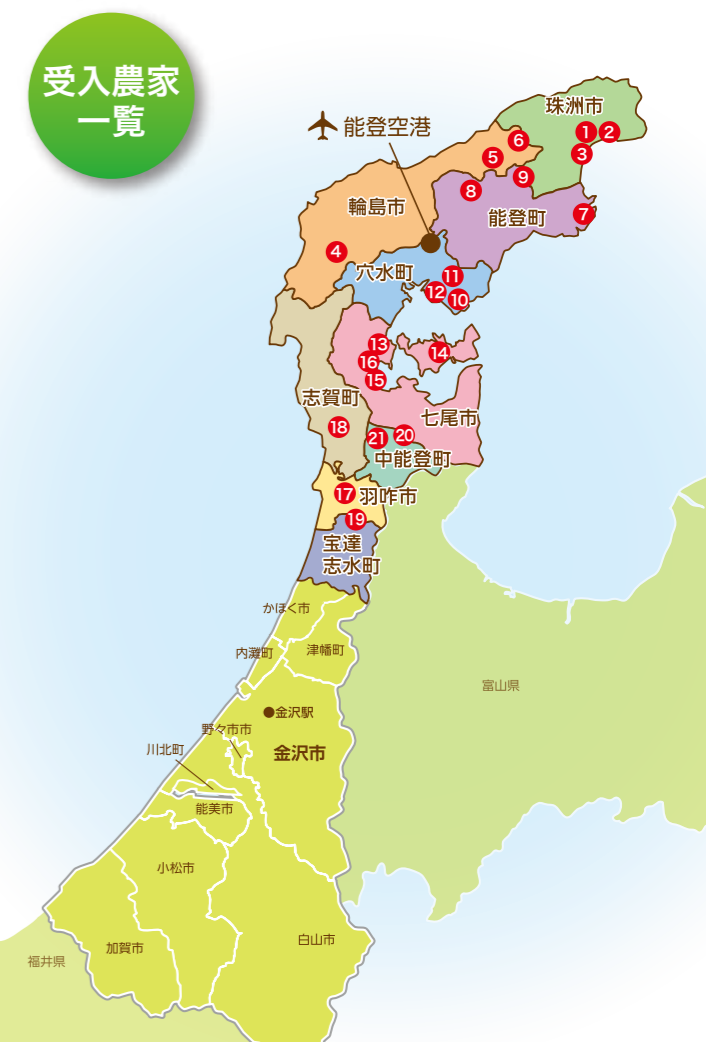 受入農家
一覧
能登空港
珠洲市
1
2
3
6
5
9
8
能登町
7
輪島市
4
穴水町
11
12
10
13
14
16
15
志賀町
七尾市
18
21
20
中能登町
17
羽咋市
19
宝達
志水町
かほく市
内灘町
津幡町
富山県
金沢駅
野々市市
川北町
金沢市
能美市
小松市
加賀市
白山市
福井県